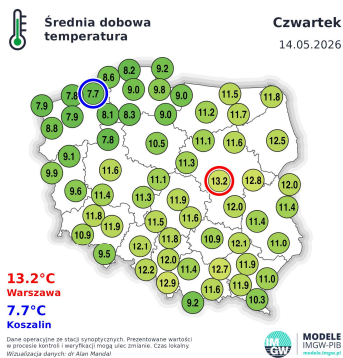 Średnia dobowa
temperatura
Czwartek
14.05.2026
8.6 8.2 9.2
7.9 7.8 7.7 9.0 9.8 9.0 11.5 11.8
8.8 7.9 8.1 8.3 9.0 11.2 11.7
7.8 10.5 11.1 11.6 12.5
9.1 11.3
9.9 11.6 11.1 13.2 12.8 12.0
9.6 11.4 11.3 11.9 12.0 11.4
11.8 11.5 11.6 11.4
10.9 11.9 12.1 11.8 10.9 12.1 11.0
9.5 12.2 12.0 11.4 12.7 11.9 11.0
12.9 11.6 11.9
9.2 10.3
13.2°C
Warszawa
7.7°C
Koszalin
Dane operacyjne ze stacji synoptycznych. Prezentowane wartości
w procesie kontroli i weryfikacji mogą ulec zmianie. Czas lokalny.
Wizualizacja danych: dr Alan Mandal
IM
GW
MODELE
IMGW-PIB
modele.imgw.pl